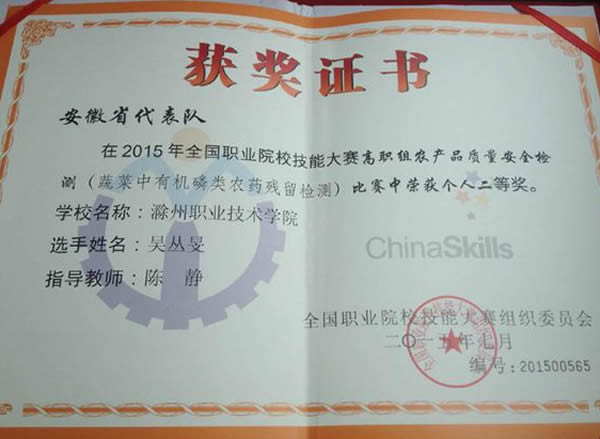 获奖证书
安徽省代表队
在2015年全国职业院校技能大赛高职组农产品质量安全检
测（蔬菜中有机磷类农药残留检测）比赛中荣获个人二等奖。
学校名称：滁州职业技术学院
选手姓名：吴丛旻
ChinaSkills
指导教师：陈 静
全国职业院校技能大赛组织委员会
二〇一五年七月
编号:201500565